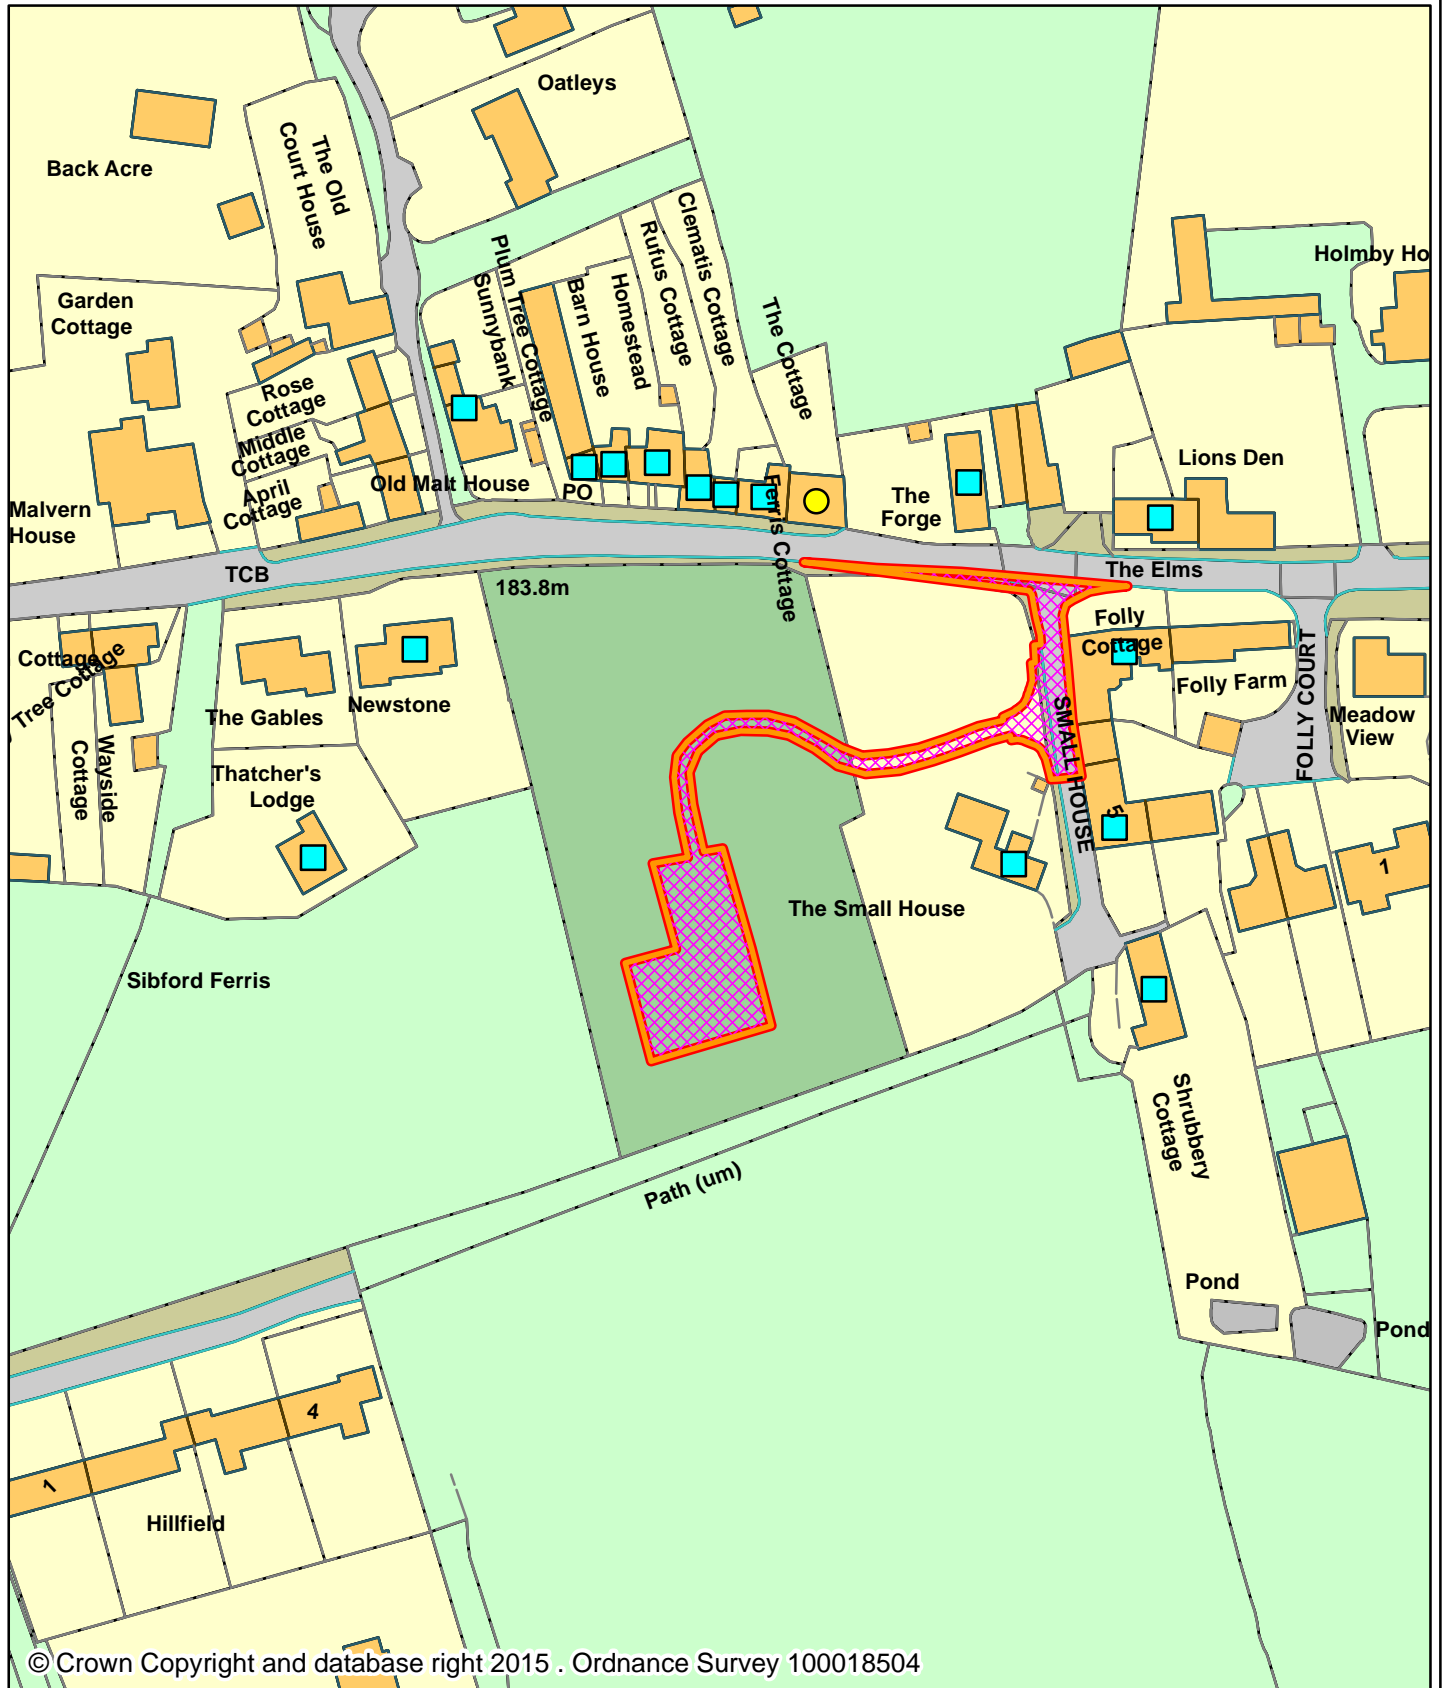 Oatleys
Back Acre
The Old
Court House
Clematis Cottage
Rufus Cottage
Plum Tree Cottage
Sunnybank
Barn House
Homestead
The Cottage
Holmby Ho
Garden
Cottage
Rose
Cottage
Middle
Cottage
April
Cottage
Old Malt House
PO
Malvern
House
Ferris Cottage
The
Forge
Lions Den
TCB
183.8m
The Elms
Folly
Cottage
Folly Farm
FOLLY COURT
Meadow
View
Cottage
Tree Cottage
Wayside
Cottage
The Gables
Newstone
Thatcher's
Lodge
SMALL HOUSE
5
1
The Small House
Sibford Ferris
Shrubbery
Cottage
Path (um)
Pond
Pond
4
1
Hillfield
© Crown Copyright and database right 2015 . Ordnance Survey 100018504